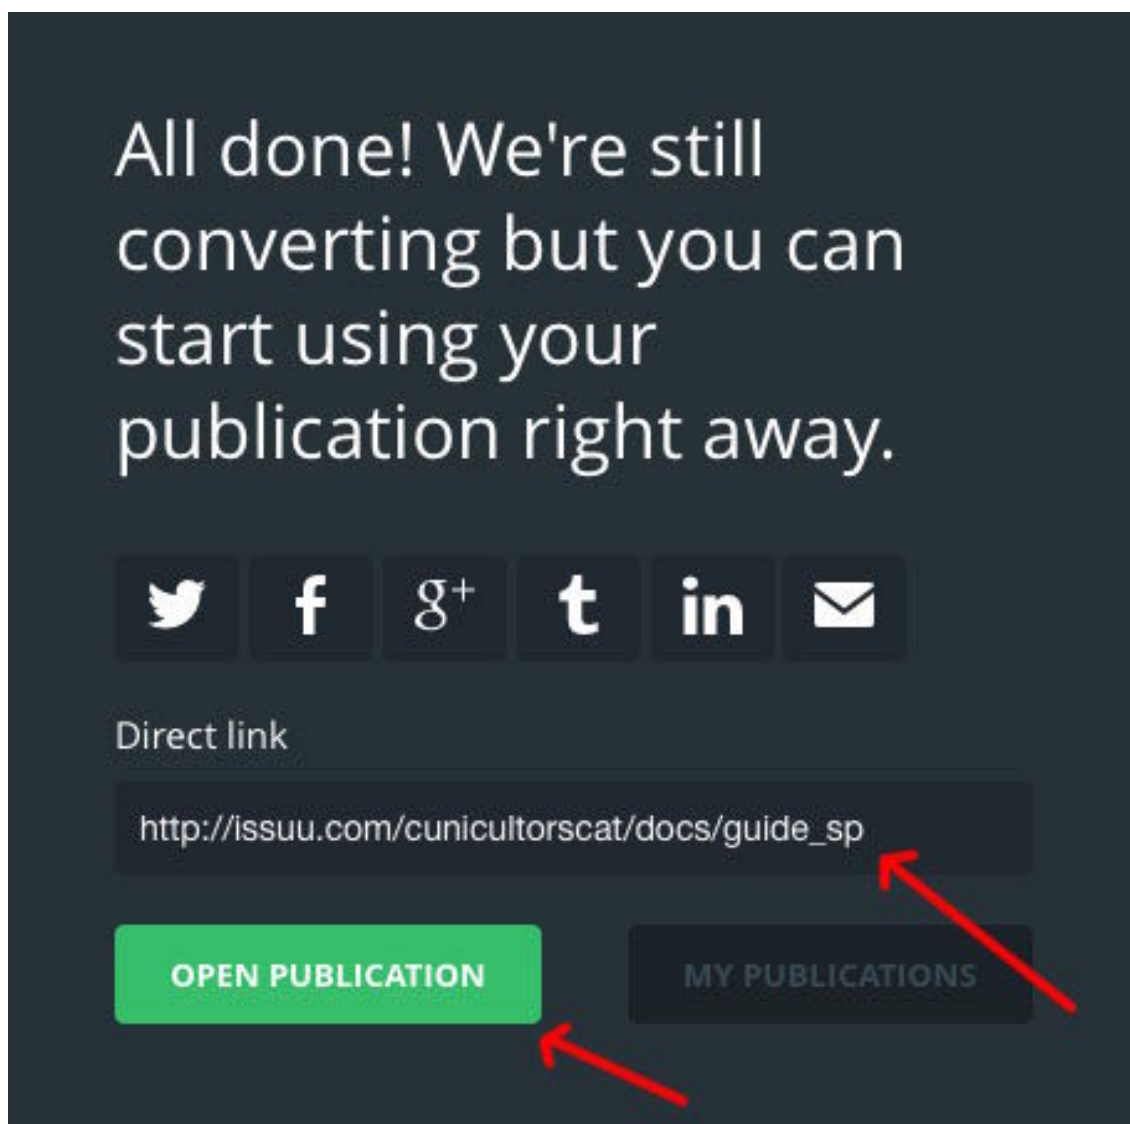 All done! We're still
converting but you can
start using your
publication right away.
f g+ t in
Direct link
http://issuu.com/cunicultorscat/docs/guide_sp
OPEN PUBLICATION MY PUBLICATIONS